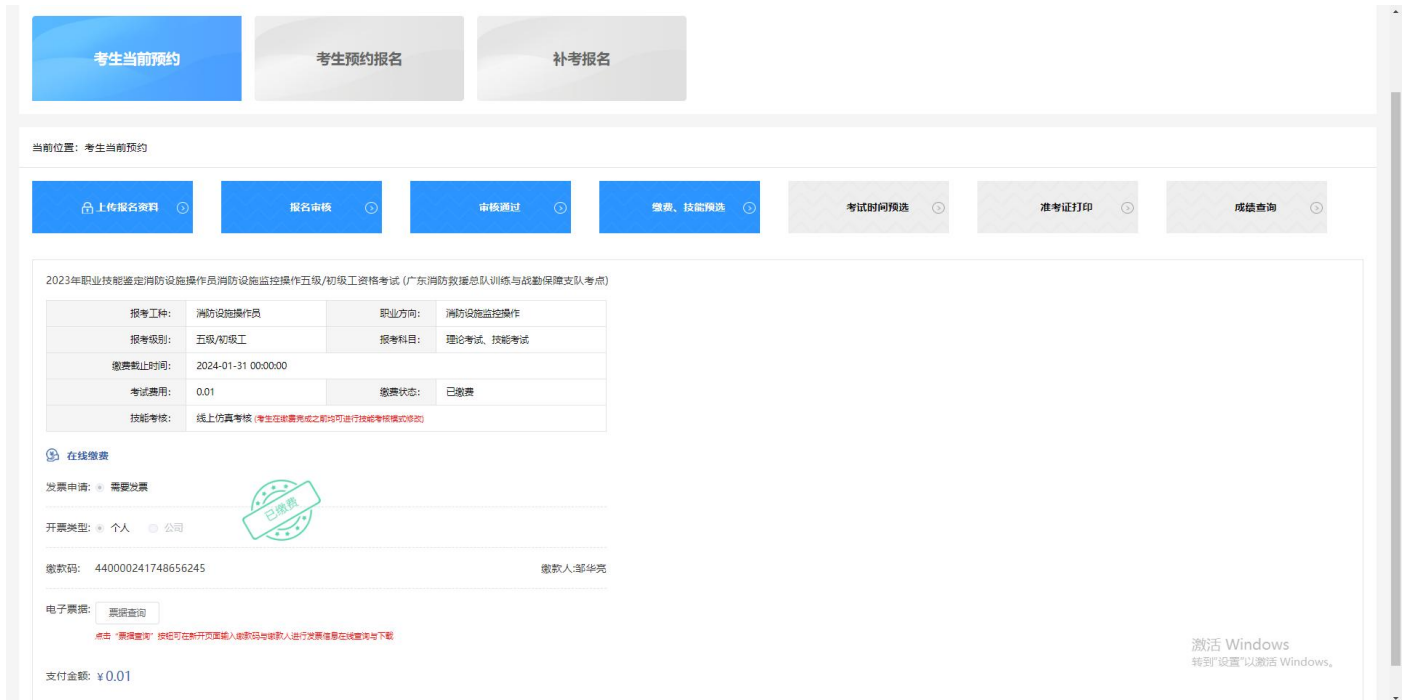 考生当前预约 考生预约报名 补考报名
当前位置：考生当前预约
上传报名资料 报名审核 审核通过 缴费、技能预选 考试时间预选 准考证打印 成绩查询
2023年职业技能鉴定消防设施操作员消防设施监控操作五级/初级工资格考试 (广东消防救援总队训练与战勤保障支队考点)
报考工种： 消防设施操作员 职业方向： 消防设施监控操作
报考级别： 五级/初级工 报考科目： 理论考试、技能考试
缴费截止时间： 2024-01-31 00:00:00
考试费用： 0.01 缴费状态： 已缴费
技能考核： 线上仿真考核 (考生在缴费完成之前均可进行技能考核模式修改)
在线缴费
发票申请: 需要发票
已缴费
开票类型: 个人 公司
缴款码: 440000241748656245 缴款人:邹华亮
电子票据: 票据查询
点击“票据查询”按钮可在新开页面输入缴款码与缴款人进行发票信息在线查询与下载
激活 Windows
转到"设置"以激活 Windows。
支付金额: ¥0.01